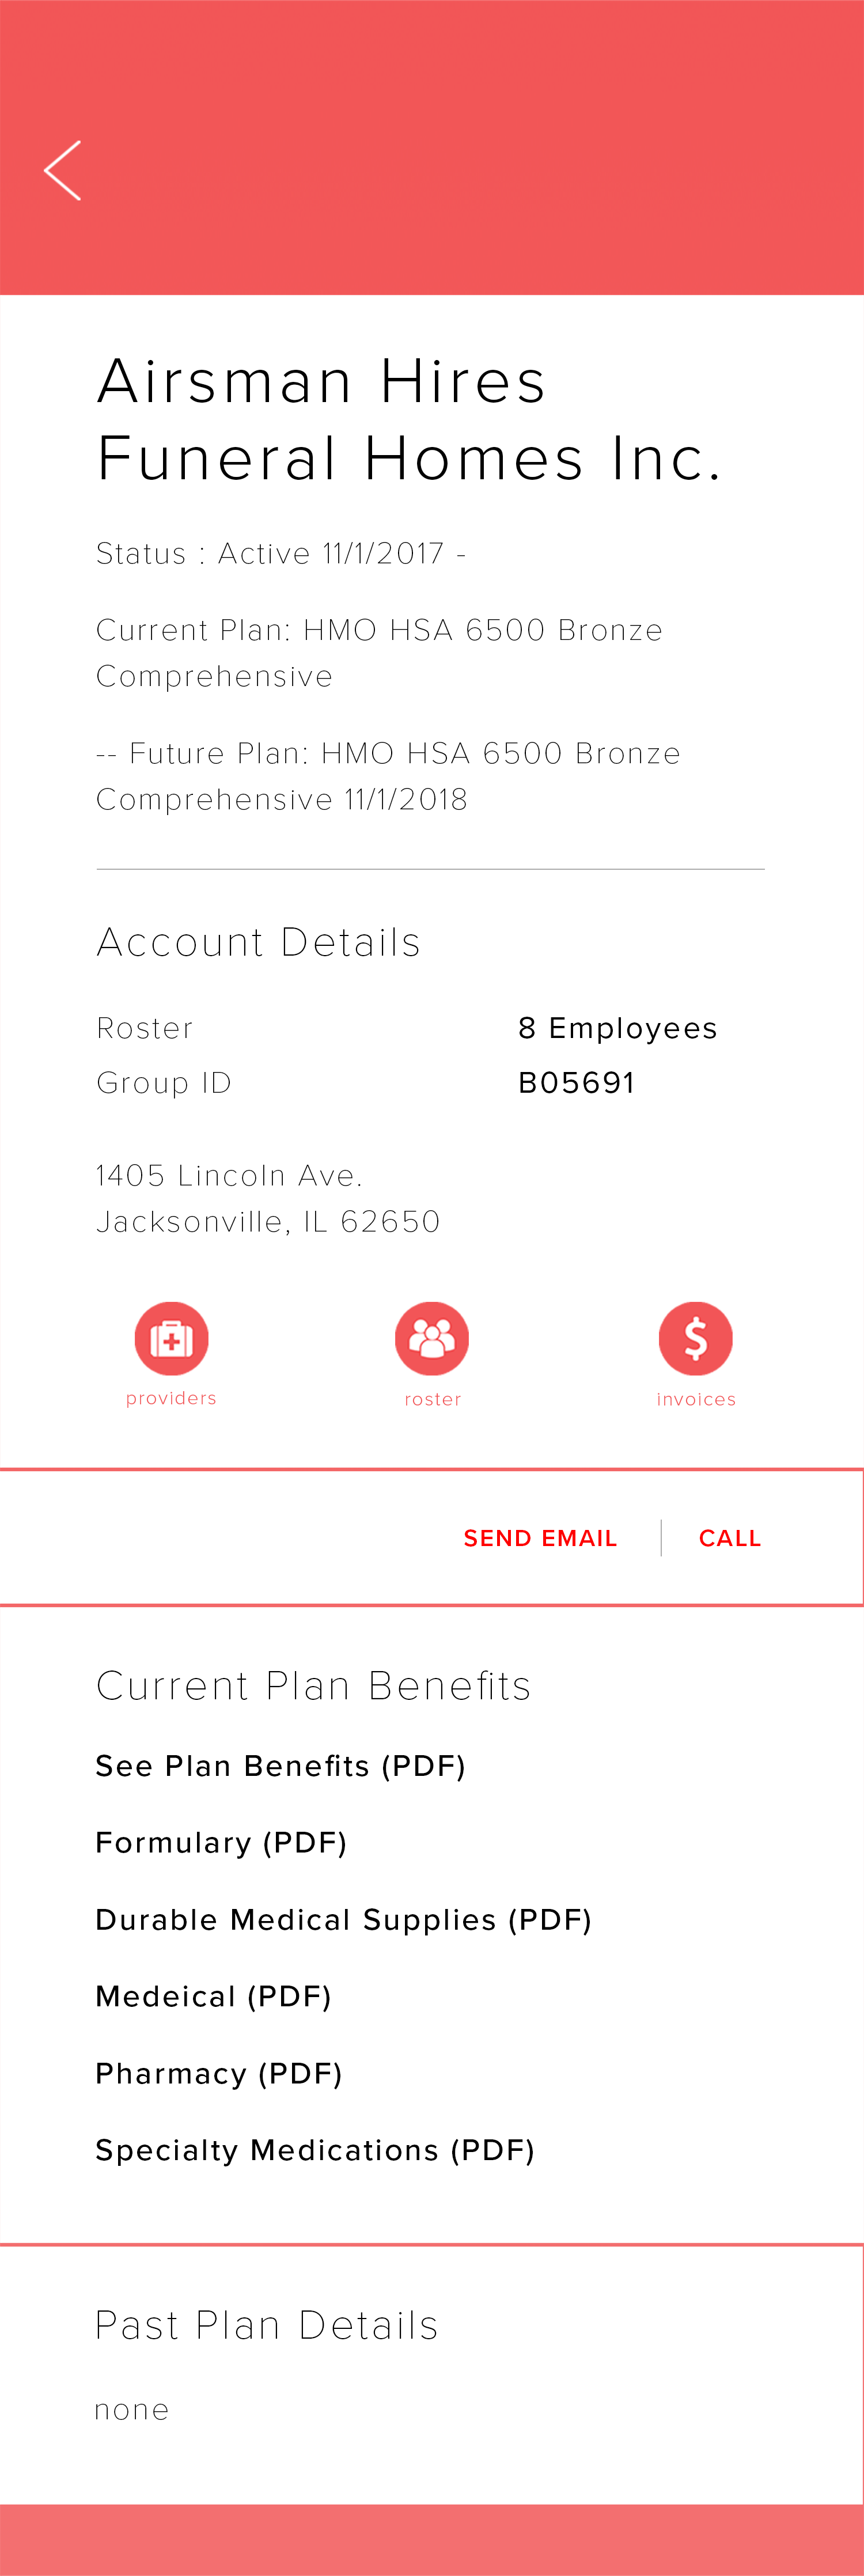 Airsman Hires
Funeral Homes Inc.
Status : Active 11/1/2017 -
Current Plan: HMO HSA 6500 Bronze
Comprehensive
-- Future Plan: HMO HSA 6500 Bronze
Comprehensive 11/1/2018
Account Details
Roster 8 Employees
Group ID B05691
1405 Lincoln Ave.
Jacksonville, IL 62650
providers roster invoices
SEND EMAIL CALL
Current Plan Benefits
See Plan Benefits (PDF)
Formulary (PDF)
Durable Medical Supplies (PDF)
Medeical (PDF)
Pharmacy (PDF)
Specialty Medications (PDF)
Past Plan Details
none